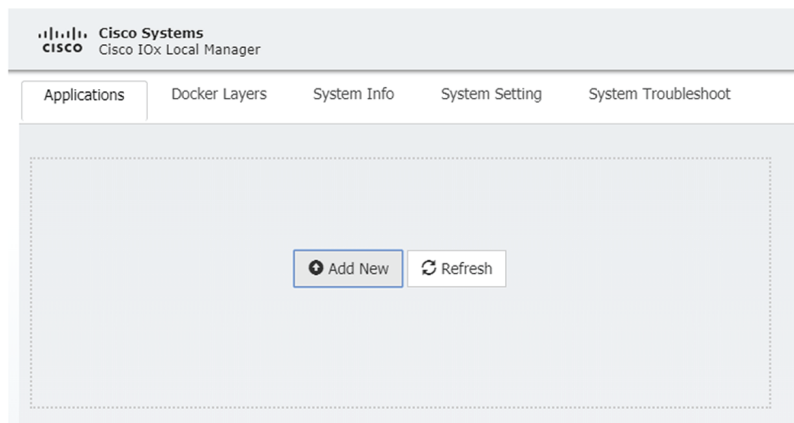 Cisco Systems
CISCO Cisco IOx Local Manager
Applications Docker Layers System Info System Setting System Troubleshoot
Add New Refresh